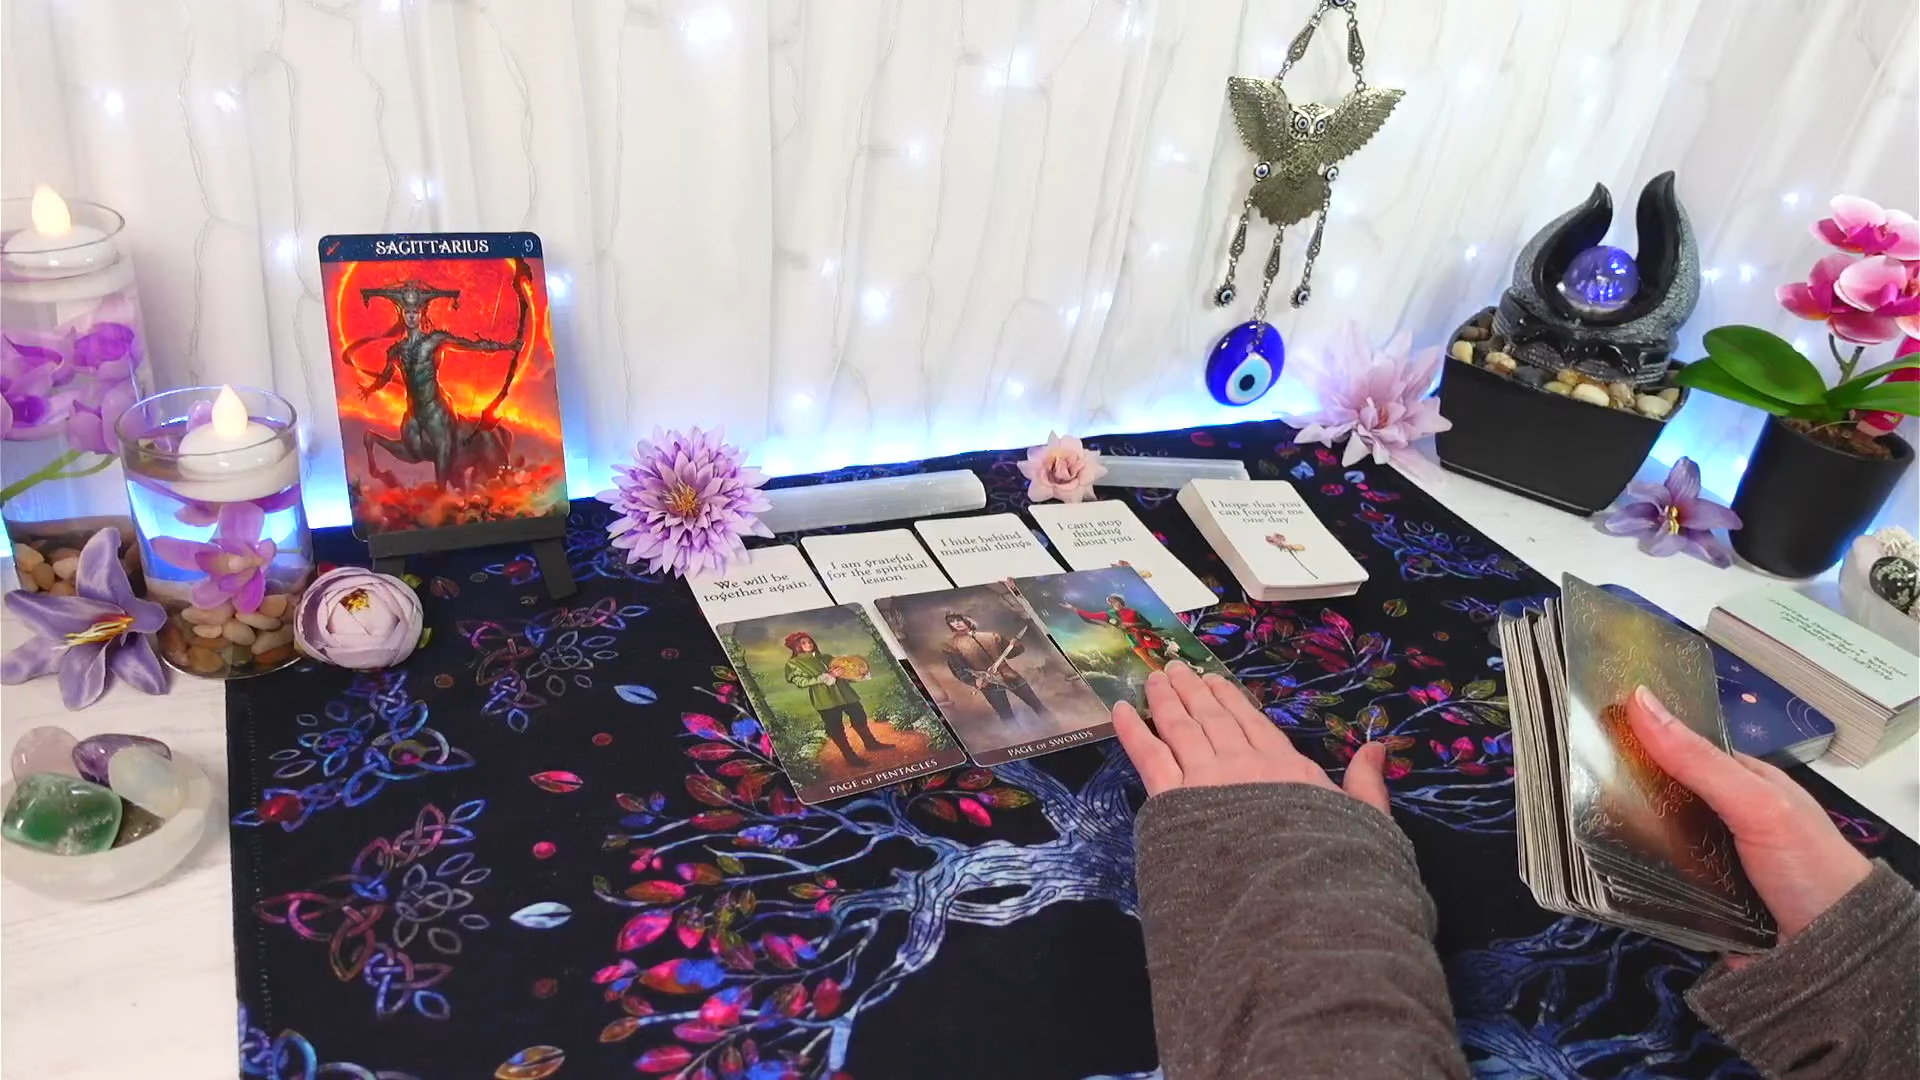 SAGITTARIUS 9
We will be
together again.
I am grateful
for the spiritual
lesson.
I hide behind
material things
I can't stop
thinking
about you.
I hope that you
can forgive me
one day
PAGE OF PENTACLES
PAGE OF SWORDS